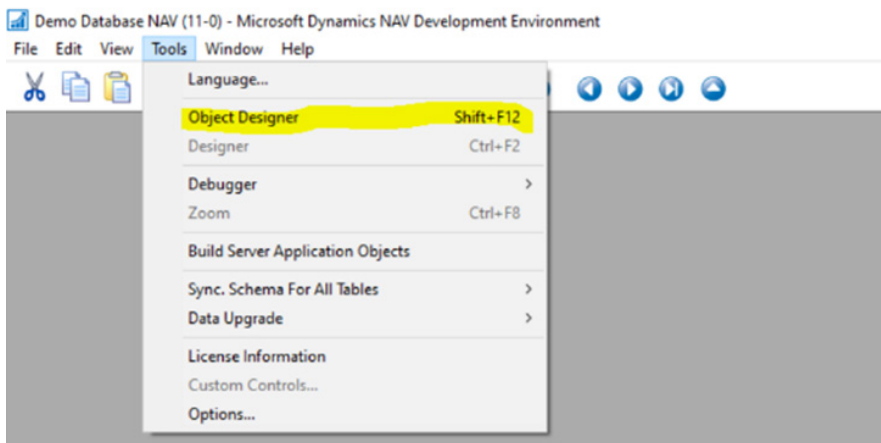 Demo Database NAV (11-0) - Microsoft Dynamics NAV Development Environment
File Edit View Tools Window Help
Language...
Object Designer Shift+F12
Designer Ctrl+F2
Debugger
Zoom Ctrl+F8
Build Server Application Objects
Sync. Schema For All Tables
Data Upgrade
License Information
Custom Controls...
Options...